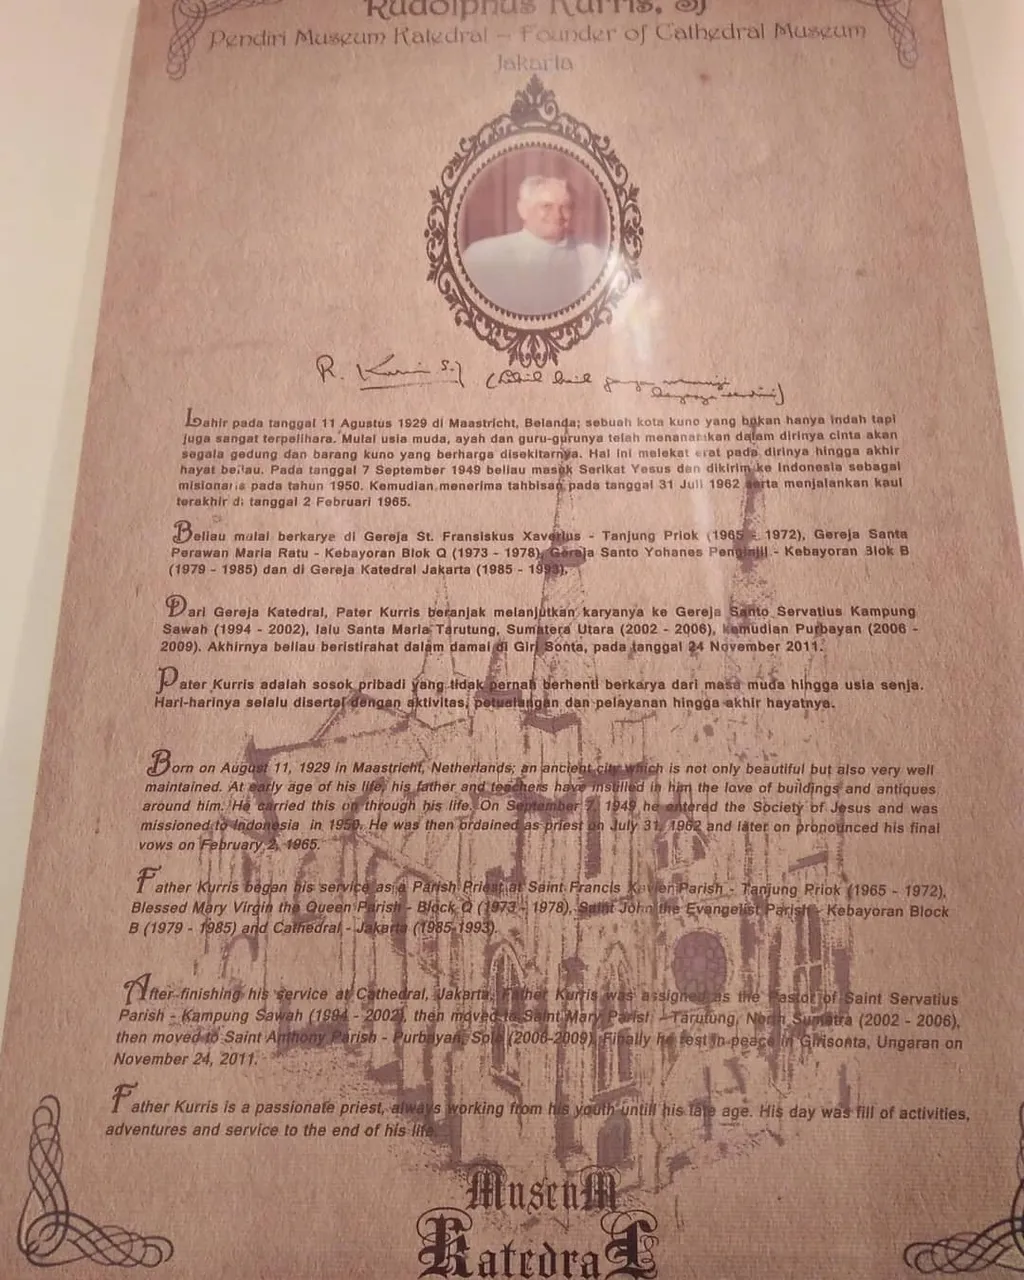 Rudolphus Kurris, SJ
Pendiri Museum Katedral – Founder of Cathedral Museum
Jakarta
R. Kurris S.J
Lahir pada tanggal 11 Agustus 1929 di Maastricht, Belanda; sebuah kota kuno yang bukan hanya indah tapi
juga sangat terpelihara. Mulai usia muda, ayah dan guru-gurunya telah menanamkan dalam dirinya cinta akan
segala gedung dan barang kuno yang berharga disekitarnya. Hal ini melekat erat pada dirinya hingga akhir
hayat beliau. Pada tanggal 7 September 1949 beliau masuk Serikat Yesus dan dikirim ke Indonesia sebagai
misionaris pada tahun 1950. Kemudian menerima tahbisan pada tanggal 31 Juli 1962 serta menjalankan kaul
terakhir di tanggal 2 Februari 1965.
Beliau mulai berkarye di Gereja St. Fransiskus Xaverius - Tanjung Priok (1965 - 1972), Gereja Santa
Perawan Maria Ratu - Kebayoran Blok Q (1973 - 1978), Gereja Santo Yohanes Penginjil - Kebayoran Blok B
(1979 - 1985) dan di Gereja Katedral Jakarta (1985 - 1993).
Dari Gereja Katedral, Pater Kurris beranjak melanjutkan karyanya ke Gereja Santo Servatius Kampung
Sawah (1994 - 2002), lalu Santa Maria Tarutung, Sumatera Utara (2002 - 2006), kemudian Purbayan (2006 -
2009). Akhirnya beliau beristirahat dalam damai di Giri Sonta, pada tanggal 24 November 2011.
Pater Kurris adalah sosok pribadi yang tidak pernah berhenti berkarya dari masa muda hingga usia senja.
Hari-harinya selalu disertai dengan aktivitas, petualangan dan pelayanan hingga akhir hayatnya.
Born on August 11, 1929 in Maastricht, Netherlands; an ancient city which is not only beautiful but also very well
maintained. At early age of his life, his father and teachers have instilled in him the love of buildings and antiques
around him. He carried this on through his life. On September 7, 1949 he entered the Society of Jesus and was
missioned to Indonesia in 1950. He was then ordained as priest on July 31, 1962 and later on pronounced his final
vows on February 2, 1965.
Father Kurris began his service as a Parish Priest at Saint Francis Xavier Parish - Tanjung Priok (1965 - 1972),
Blessed Mary Virgin the Queen Parish - Block Q (1973 - 1978), Saint John the Evangelist Parish - Kebayoran Block
B (1979 - 1985) and Cathedral - Jakarta (1985-1993).
After finishing his service at Cathedral, Jakarta, Father Kurris was assigned as the Pastor of Saint Servatius
Parish - Kampung Sawah (1994 - 2002), then moved to Saint Mary Parish - Tarutung, North Sumatra (2002 - 2006),
then moved to Saint Anthony Parish - Purbayan, Solo (2006-2009). Finally he rest in peace in Girisonta, Ungaran on
November 24, 2011.
Father Kurris is a passionate priest, always working from his youth untill his late age. His day was fill of activities,
adventures and service to the end of his life.
Museum
Katedral